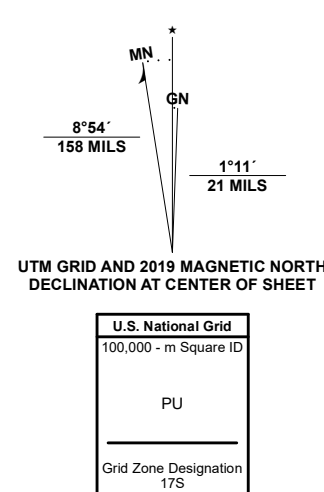 ★
MN
GN
8°54´
158 MILS
1°11´
21 MILS
UTM GRID AND 2019 MAGNETIC NORTH
DECLINATION AT CENTER OF SHEET
U.S. National Grid
100,000 - m Square ID
PU
Grid Zone Designation
17S